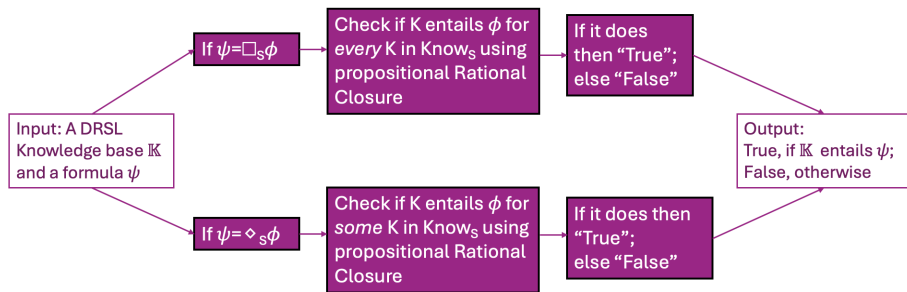 Input: A DRSL
Knowledge base 𝕂
and a formula ψ
If ψ=□ₛϕ
Check if K entails ϕ for
every K in Knowₛ using
propositional Rational
Closure
If it does
then “True”;
else “False”
If ψ=⋄ₛϕ
Check if K entails ϕ for
some K in Knowₛ using
propositional Rational
Closure
If it does then
“True”;
else “False”
Output:
True, if 𝕂 entails ψ;
False, otherwise